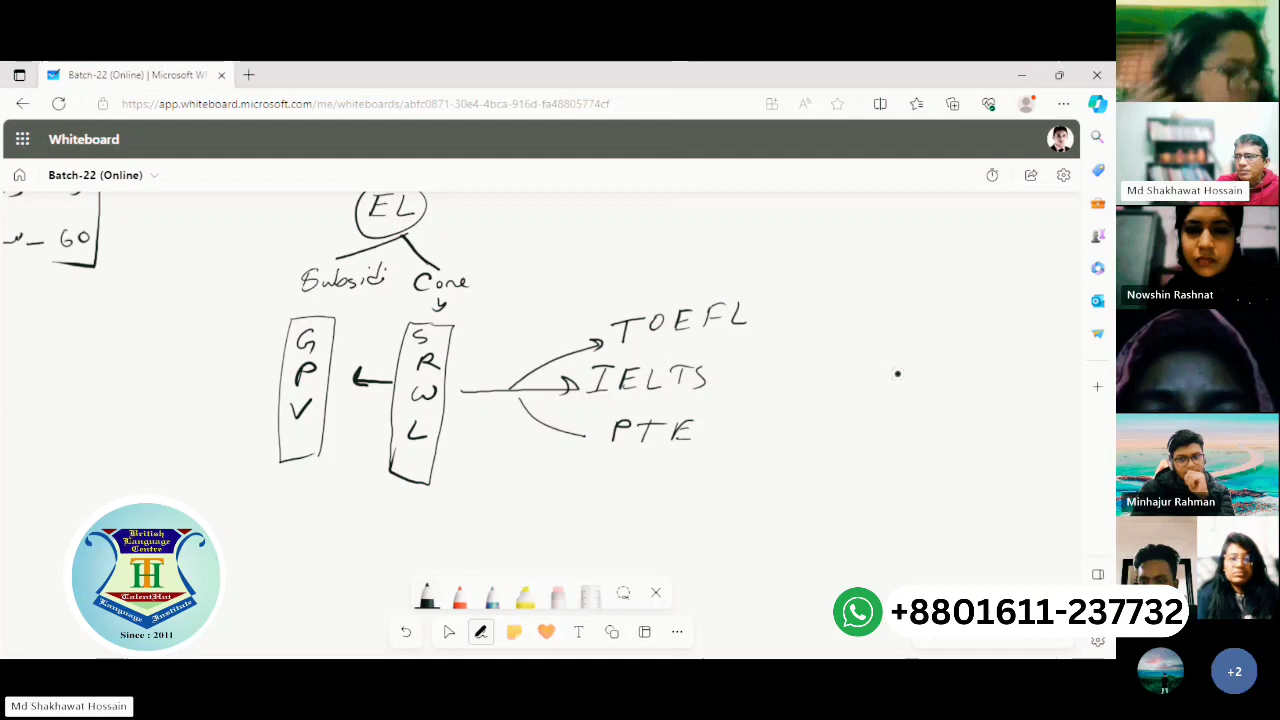 Batch-22 (Online) | Microsoft W
https://app.whiteboard.microsoft.com/me/whiteboards/abfc0871-30e4-4bca-916d-fa48805774cf
Whiteboard
Batch-22 (Online)
60
EL
Subsidi
Core
G
P
V
S
R
W
L
TOEFL
IELTS
PTE
British
Language
Centre
TH
TalentHut
Language Institute
Since : 2011
Md Shakhawat Hossain
Nowshin Rashnat
Minhajur Rahman
+8801611-237732
+2
Md Shakhawat Hossain